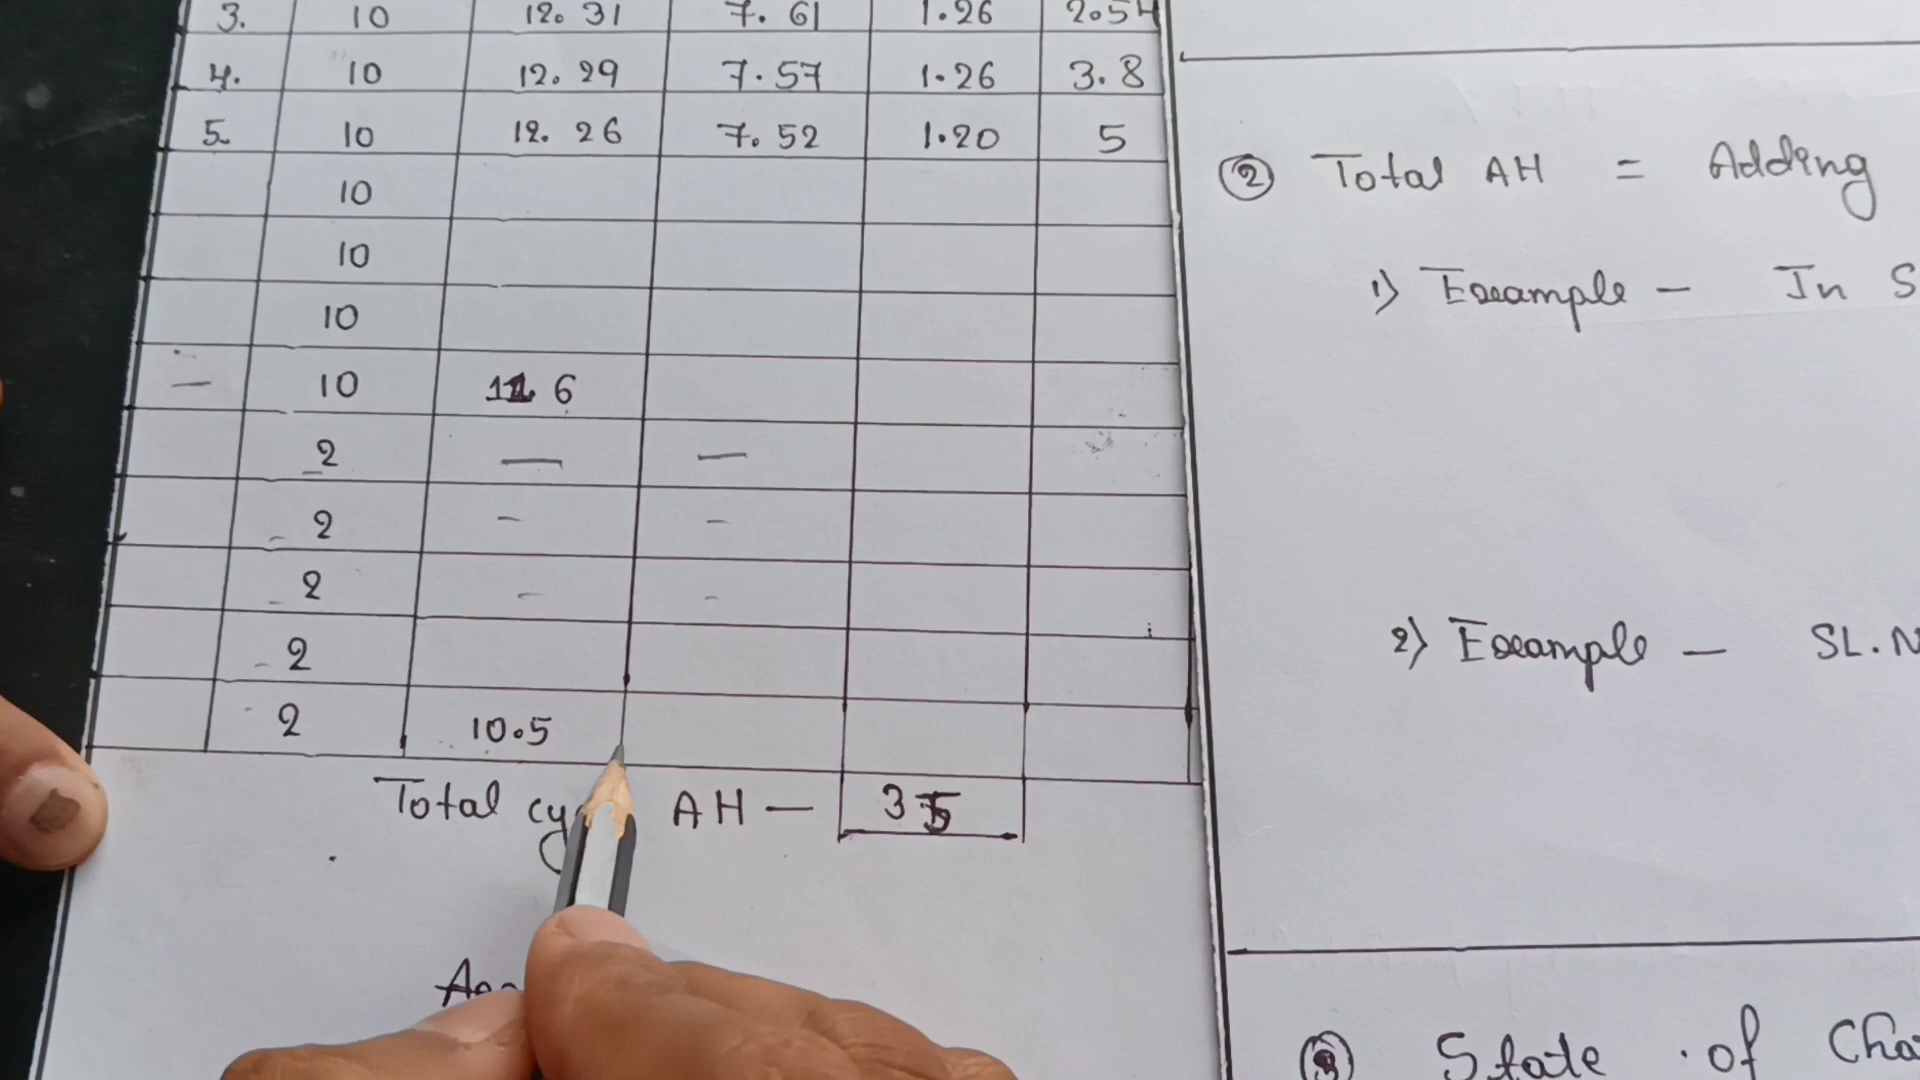 3. 10 12.31 7.61 1.26 2.54
4. 10 12.29 7.57 1.26 3.8
5. 10 12.26 7.52 1.20 5
10
10
10
— 10 11.6
2 — —
2 – –
2 – –
2
2 10.5
Total AH — 35
② Total AH = Adding
1) Example — In S
2) Example — SL.N
③ State of Cha